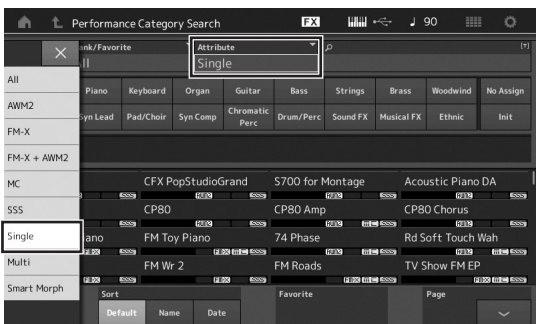 Performance Category Search FX 90
ank/Favorite Attribute
ll Single
All
AWM2
FM-X
FM-X + AWM2
MC
SSS
Single
Multi
Smart Morph
Piano Keyboard Organ Guitar Bass Strings Brass Woodwind No Assign
Syn Lead Pad/Choir Syn Comp Chromatic Perc Drum/Perc Sound FX Musical FX Ethnic Init
CFX PopStudioGrand S700 for Montage Acoustic Piano DA
CP80 CP80 Amp CP80 Chorus
iano FM Toy Piano 74 Phase Rd Soft Touch Wah
FM Wr 2 FM Roads TV Show FM EP
Sort Favorite Page
Default Name Date